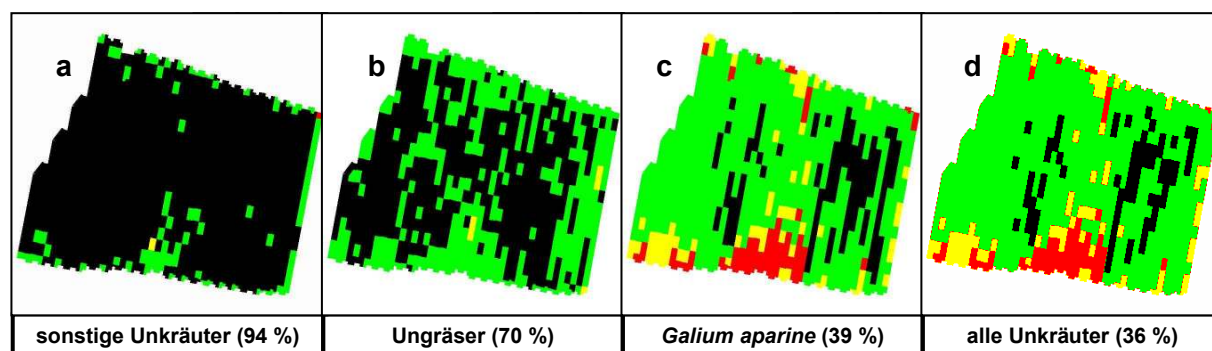 a
b
c
d
sonstige Unkräuter (94 %)
Ungräser (70 %)
Galium aparine (39 %)
alle Unkräuter (36 %)